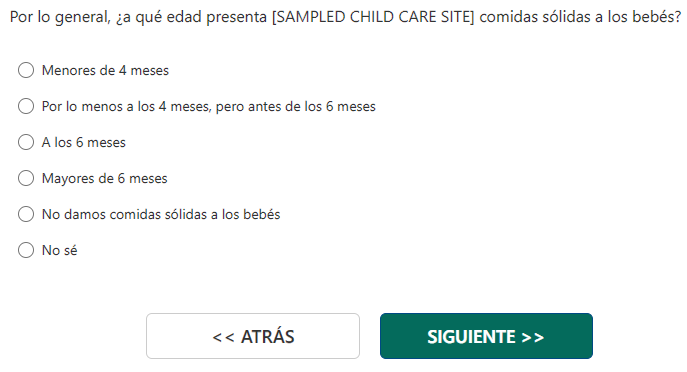 Por lo general, ¿a qué edad presenta [SAMPLED CHILD CARE SITE] comidas sólidas a los bebés?
Menores de 4 meses
Por lo menos a los 4 meses, pero antes de los 6 meses
A los 6 meses
Mayores de 6 meses
No damos comidas sólidas a los bebés
No sé
<< ATRÁS
SIGUIENTE >>